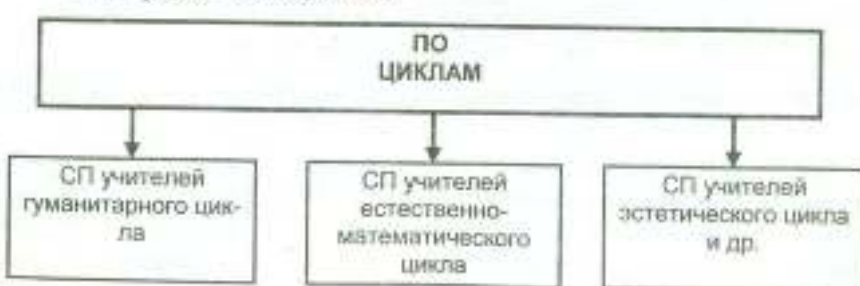 ПО
ЦИКЛАМ
СП учителей
гуманитарного цик-
ла
СП учителей
естественно-
математического
цикла
СП учителей
эстетического цикла
и др.